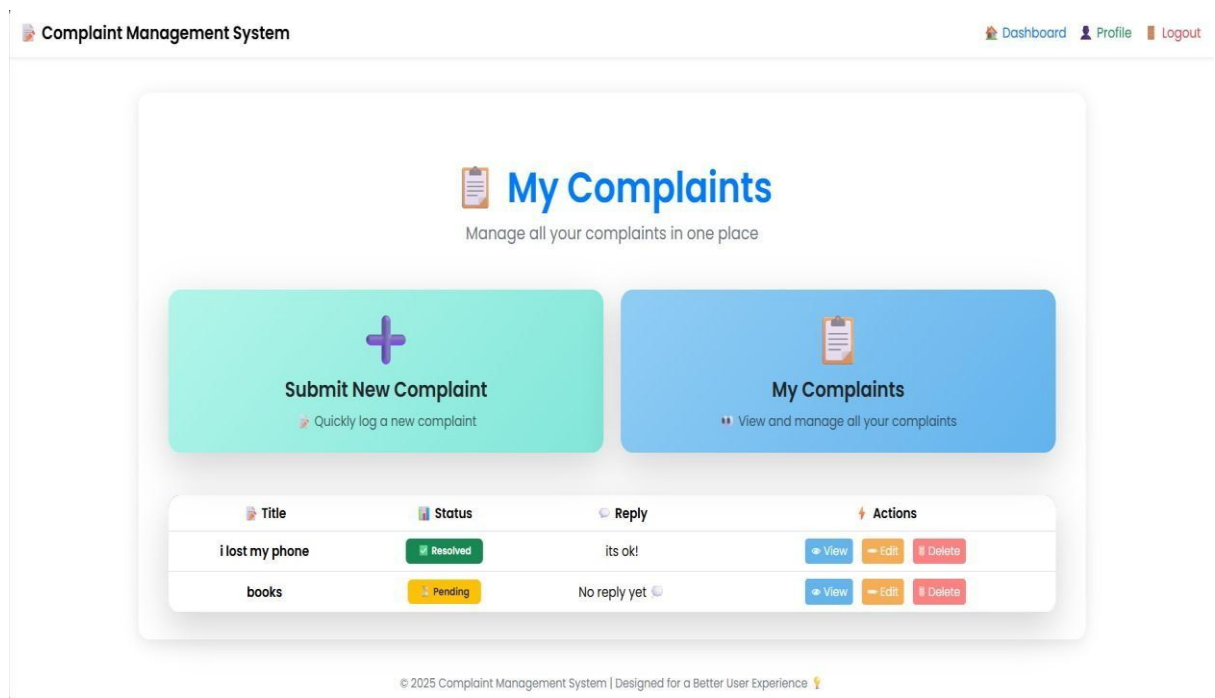 Complaint Management System
Dashboard Profile Logout
My Complaints
Manage all your complaints in one place
Submit New Complaint
Quickly log a new complaint
My Complaints
View and manage all your complaints
Title Status Reply Actions
i lost my phone Resolved its ok! View Edit Delete
books Pending No reply yet View Edit Delete
© 2025 Complaint Management System | Designed for a Better User Experience